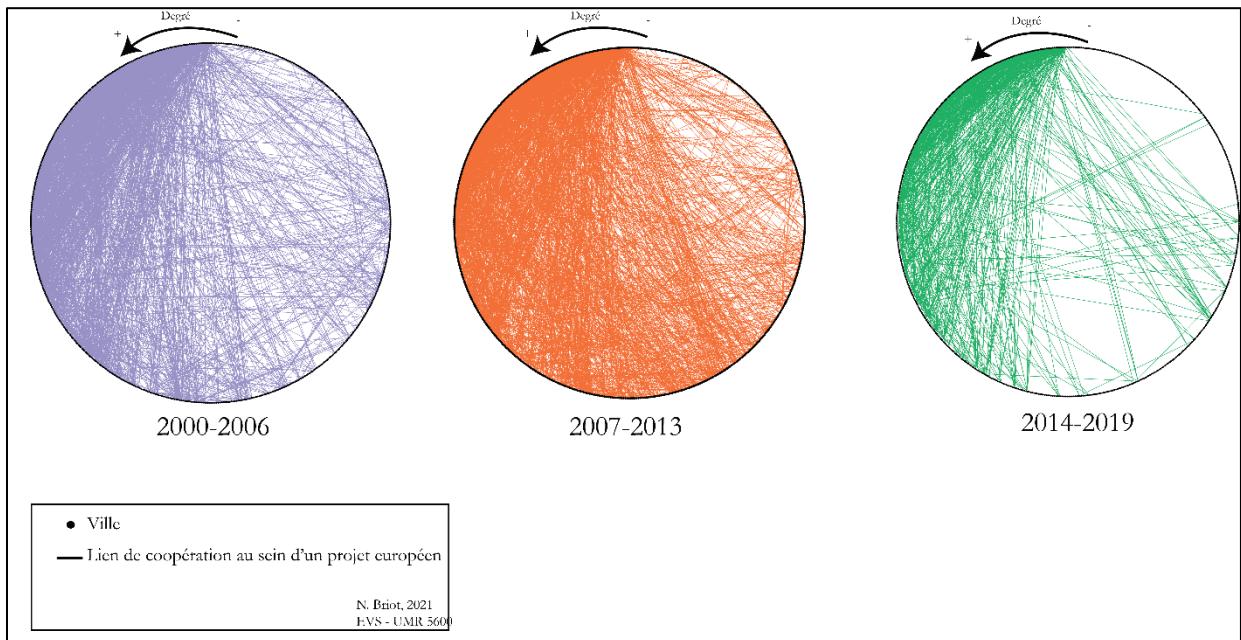 Degré
+ -
Degré
+ -
Degré
+ -
2000-2006
2007-2013
2014-2019
Ville
Lien de coopération au sein d'un projet européen
N. Briot, 2021
EVS - UMR 5600